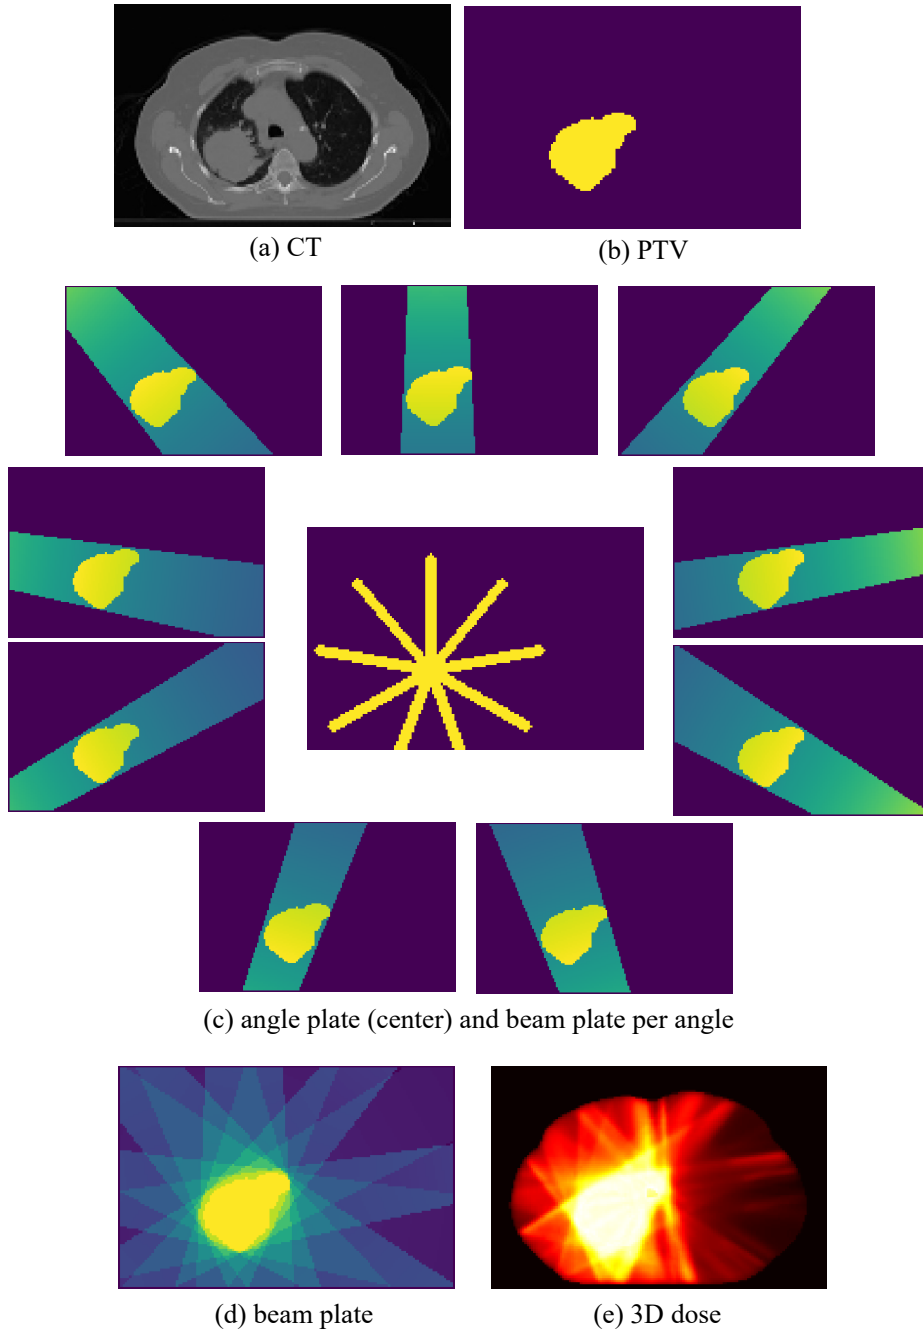 (a) CT
(b) PTV
(c) angle plate (center) and beam plate per angle
(d) beam plate
(e) 3D dose